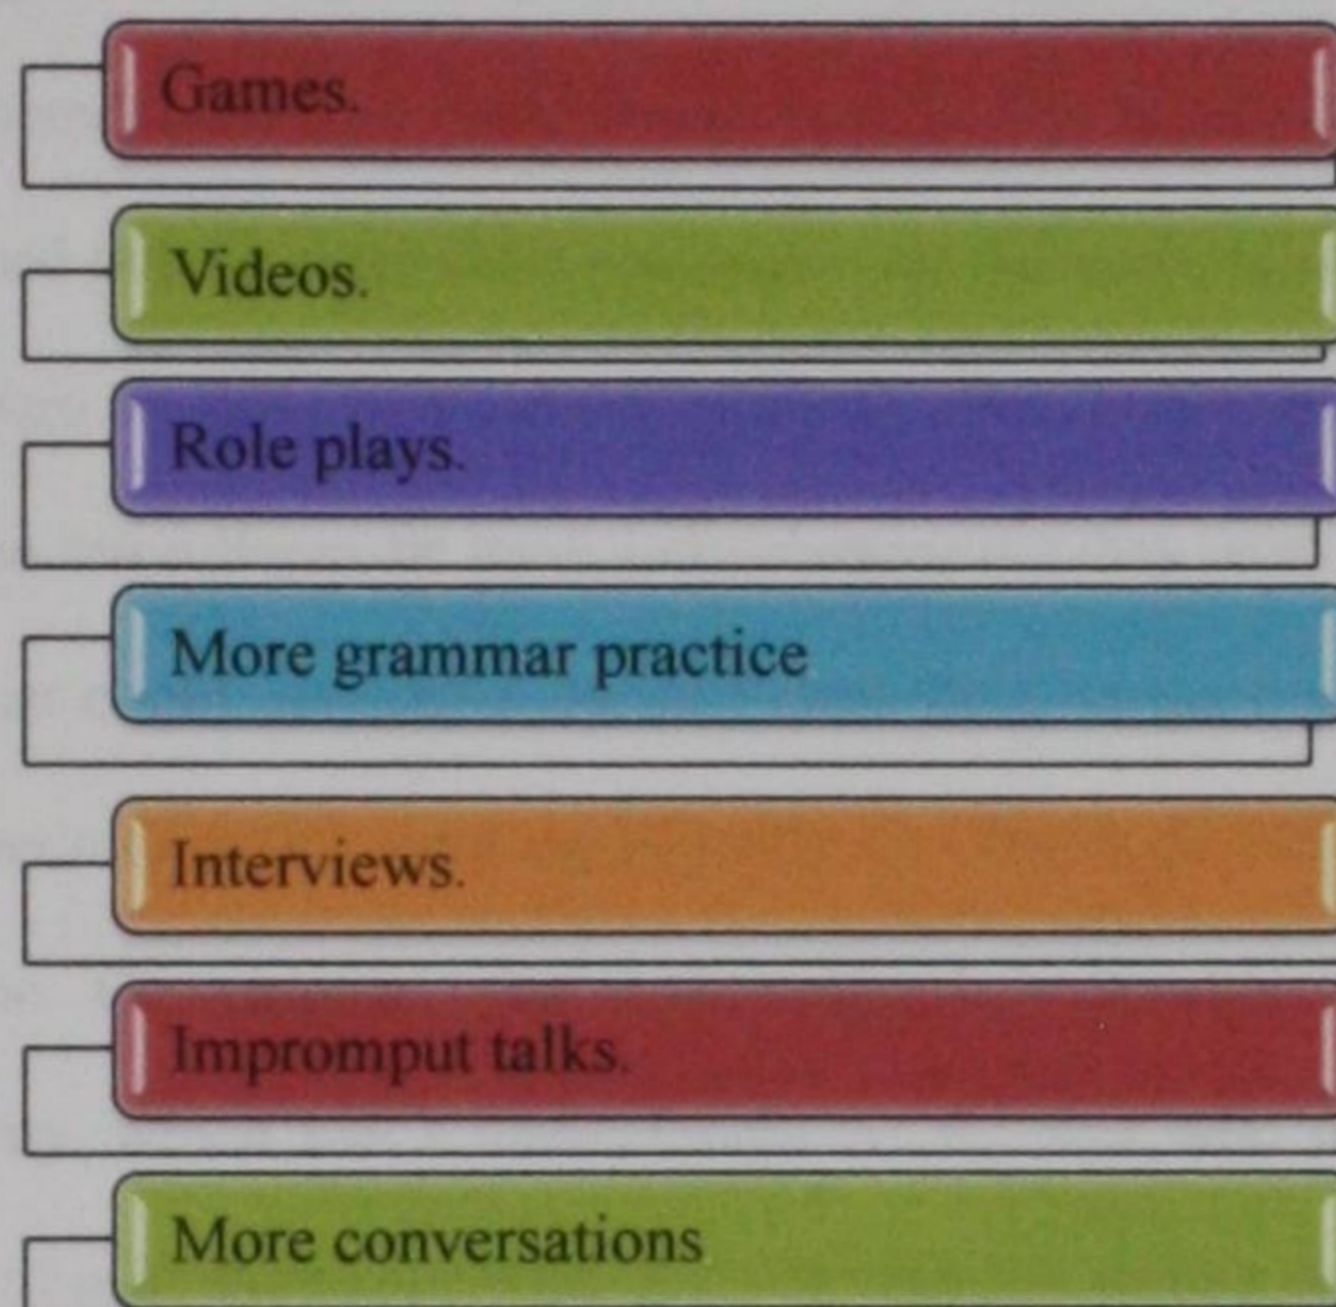 Games.
Videos.
Role plays.
More grammar practice
Interviews.
Impromput talks.
More conversations